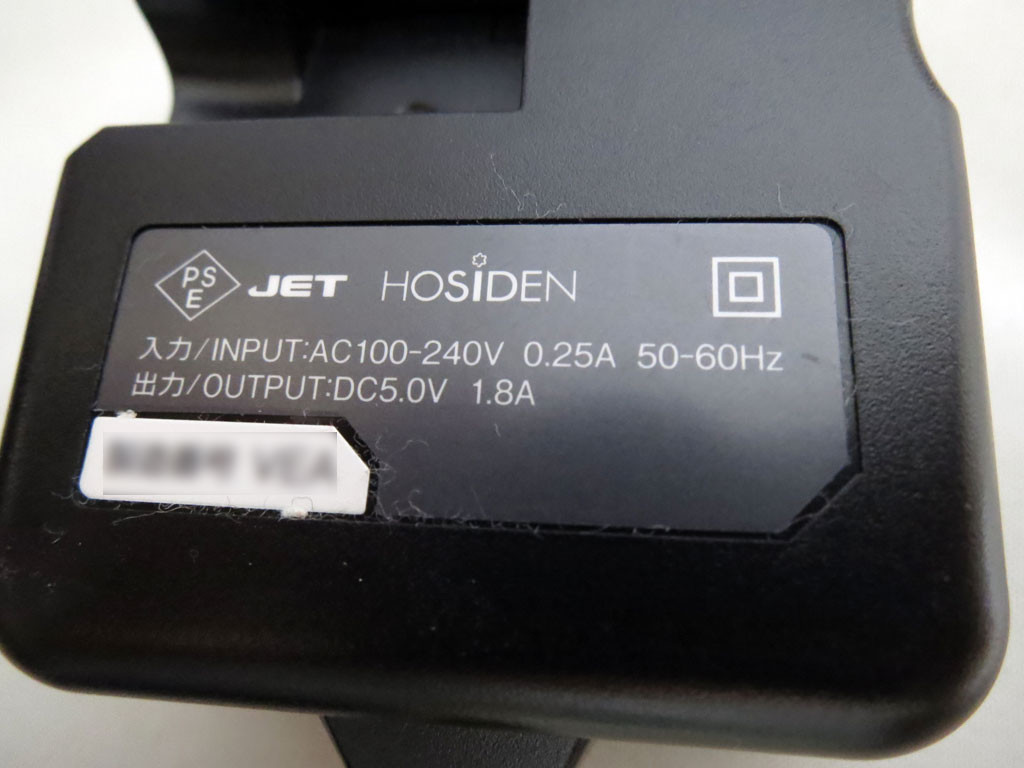 PSE JET HOSIDEN
入力/INPUT:AC100-240V 0.25A 50-60Hz
出力/OUTPUT:DC5.0V 1.8A